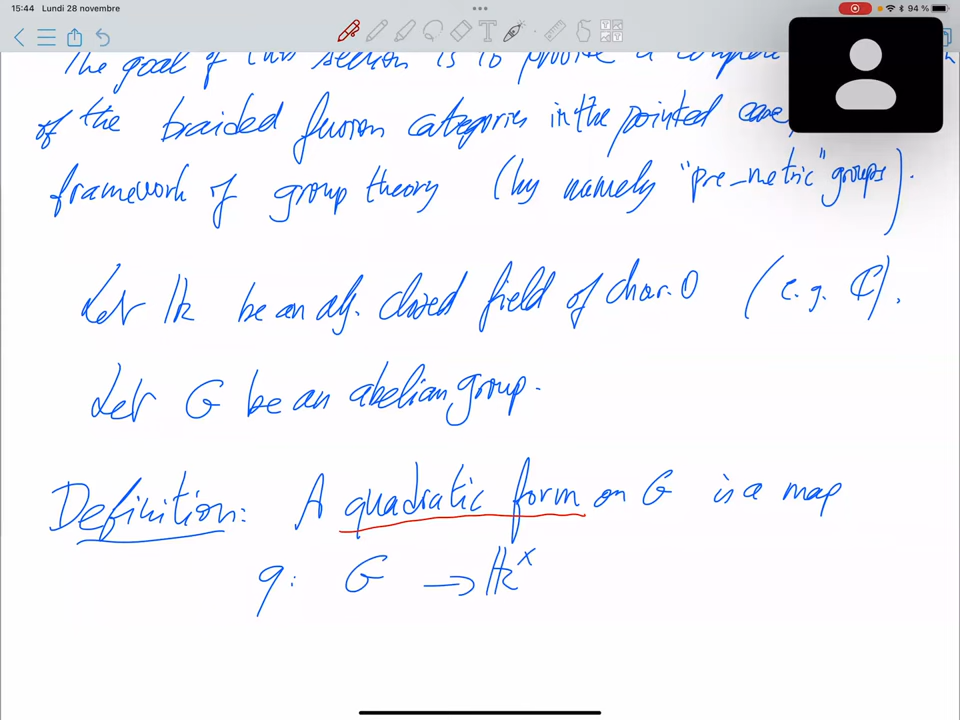 15:44 Lundi 28 novembre
94 %
The goal of this section is to provide a
of the braided fusion categories in the pointed case,
framework of group theory (by namely "pre-metric" groups).
Let 𝕜 be an alg. closed field of char. 0 (e.g. ℂ).
Let G be an abelian group.
Definition: A quadratic form on G is a map
q: G → 𝕜^×